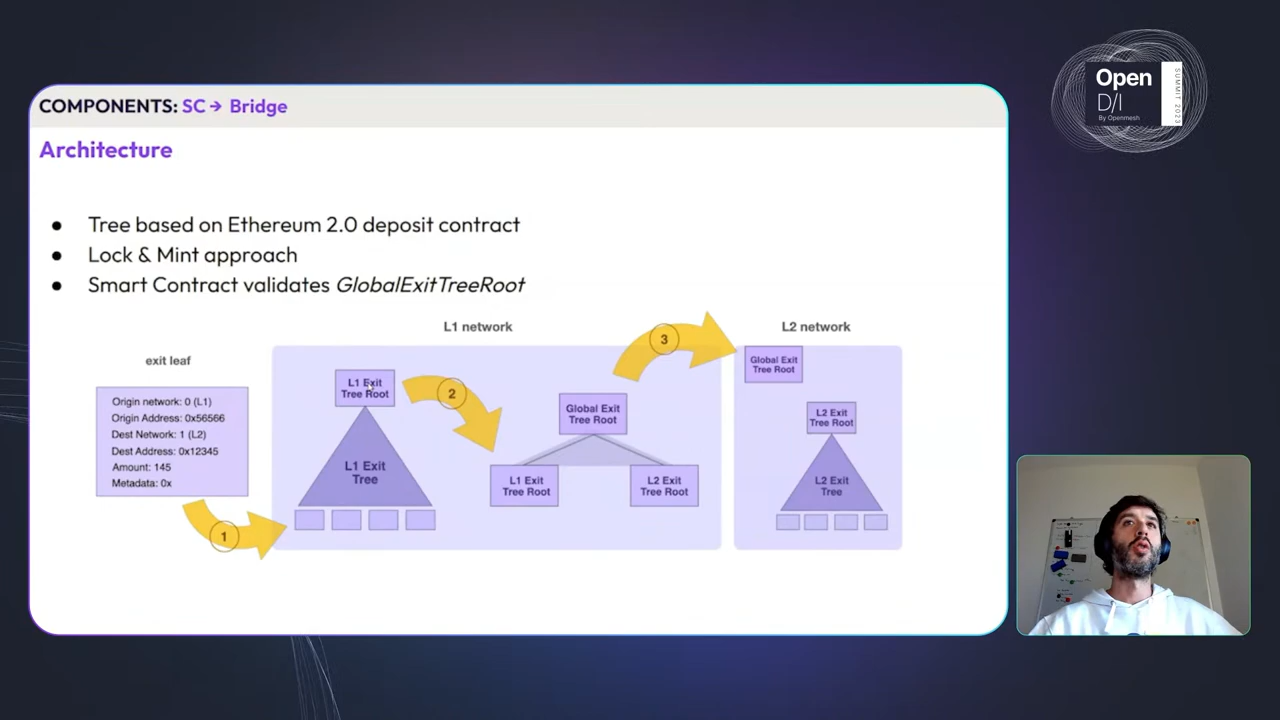 COMPONENTS: SC → Bridge
Architecture
● Tree based on Ethereum 2.0 deposit contract
● Lock & Mint approach
● Smart Contract validates GlobalExitTreeRoot
exit leaf
Origin network: 0 (L1)
Origin Address: 0x56566
Dest Network: 1 (L2)
Dest Address: 0x12345
Amount: 145
Metadata: 0x
1
L1 network
L1 Exit
Tree Root
L1 Exit
Tree
2
Global Exit
Tree Root
L1 Exit
Tree Root
L2 Exit
Tree Root
3
L2 network
Global Exit
Tree Root
L2 Exit
Tree Root
L2 Exit
Tree
Open
D/I
By Openmesh
SUMMIT 2023